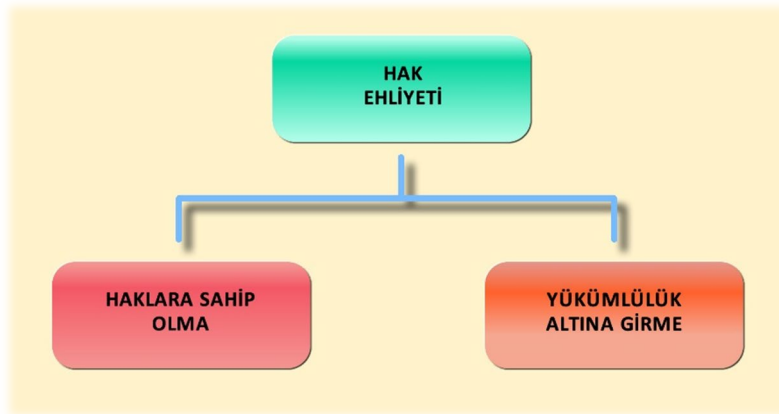 HAK
EHLİYETİ
HAKLARA SAHİP
OLMA
YÜKÜMLÜLÜK
ALTINA GİRME